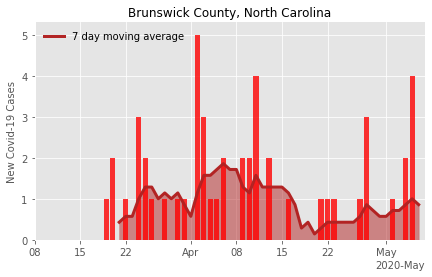 Brunswick County, North Carolina
7 day moving average
New Covid-19 Cases
5
4
3
2
1
0
08 15 22 Apr 08 15 22 May
2020-May